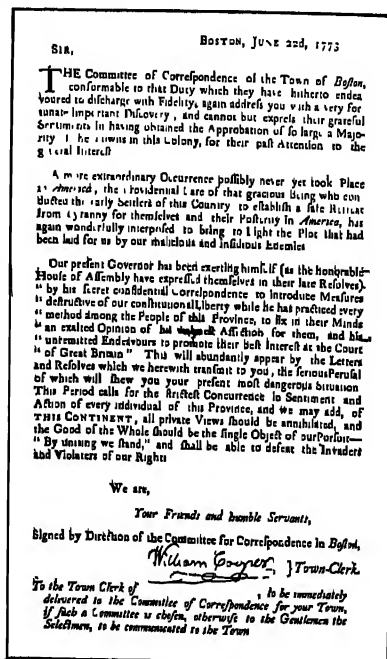 BOSTON, JUNE 22d, 1773
SIR,
THE Committee of Correspondence of the Town of Boston,
conformable to that Duty which they have hitherto endea
voured to discharge with Fidelity, again address you with a very for
tunate Important Discovery, and cannot but express their grateful
Sentiments in having obtained the Approbation of so large a Majo-
rity of the Towns in this Colony, for their past Attention to the
general Interest
A more extraordinary Occurrence possibly never yet took Place
in America, the Providential Care of that gracious Being who con
ducted the early Settlers of this Country to establish a safe Retreat
from Tyranny for themselves and their Posterity in America, has
again wonderfully interposed to bring to Light the Plot that had
been laid for us by our malicious and insidious Enemies
Our present Governor has been exerting himself (as the honorable
House of Assembly have expressed themselves in their late Resolves)
" by his secret confidential Correspondence to introduce Measures
" destructive of our constitutional Liberty while he has practised every
" method among the People of this Province, to fix in their Minds
" an exalted Opinion of his Affection for them, and his
" unremitted Endeavours to promote their best Interest at the Court
" of Great Britain" This will abundantly appear by the Letters
and Resolves which we herewith transmit to you, the serious Perusal
of which will shew you your present most dangerous Situation
This Period calls for the strictest Concurrence in Sentiment and
Action of every individual of this Province, and we may add, of
THIS CONTINENT, all private Views should be annihilated, and
the Good of the Whole should be the single Object of our Pursuit—
" By uniting we stand," and shall be able to defeat the Invaders
and Violaters of our Rights
We are,
Your Friends and humble Servants,
Signed by Direction of the Committee for Correspondence in Boston,
William Cooper } Town-Clerk
To the Town Clerk of , to be immediately
delivered to the Committee of Correspondence for your Town,
if such a Committee is chosen, otherwise to the Gentlemen the
Selectmen, to be communicated to the Town